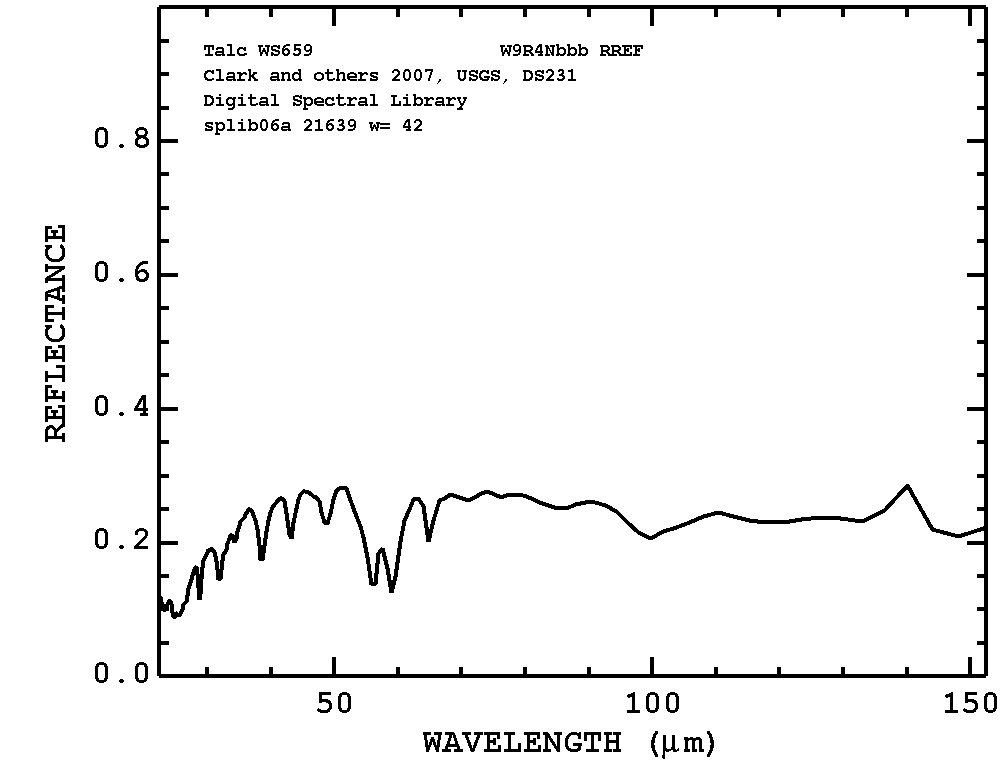 Talc WS659 W9R4Nbbb RREF
Clark and others 2007, USGS, DS231
Digital Spectral Library
splib06a 21639 w= 42
0.8
0.6
0.4
0.2
0.0
REFLECTANCE
50 100 150
WAVELENGTH (μm)